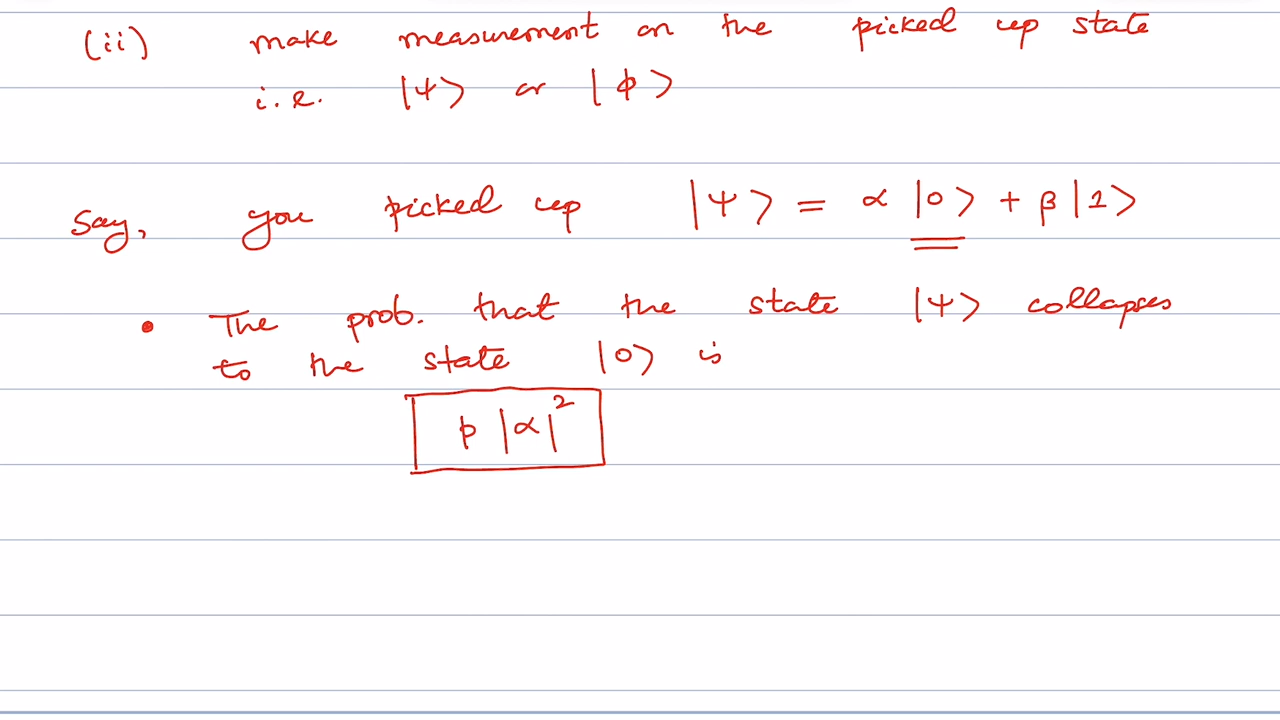 (ii) make measurement on the picked up state
i.e. |ψ⟩ or |ϕ⟩
Say, you picked up |ψ⟩ = α |0⟩ + β |1⟩
• The prob. that the state |ψ⟩ collapses
to the state |0⟩ is
p |α|²